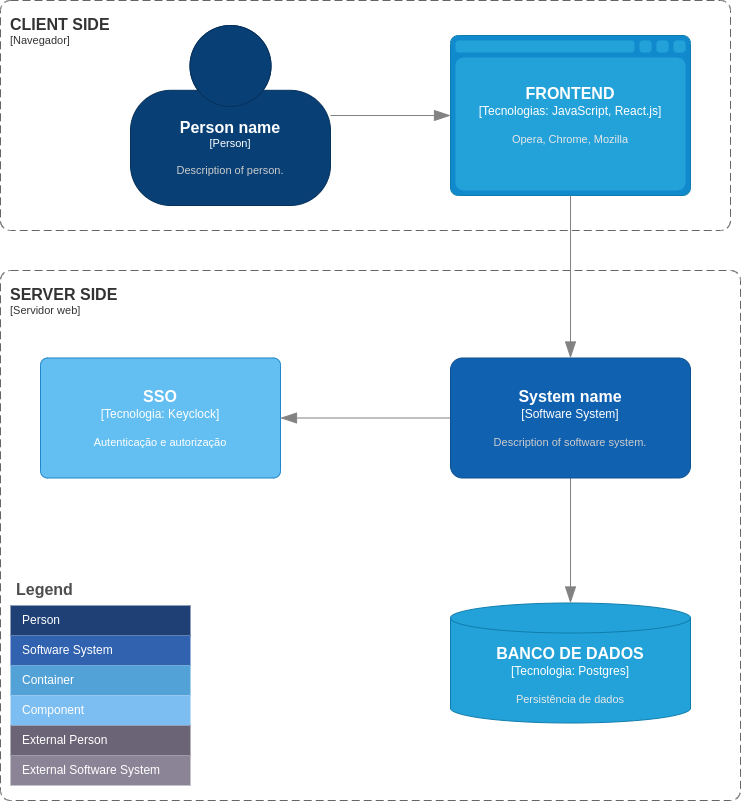 CLIENT SIDE
[Navegador]
Person name
[Person]
Description of person.
FRONTEND
[Tecnologias: JavaScript, React.js]
Opera, Chrome, Mozilla
SERVER SIDE
[Servidor web]
SSO
[Tecnologia: Keyclock]
Autenticação e autorização
System name
[Software System]
Description of software system.
BANCO DE DADOS
[Tecnologia: Postgres]
Persistência de dados
Legend
Person
Software System
Container
Component
External Person
External Software System